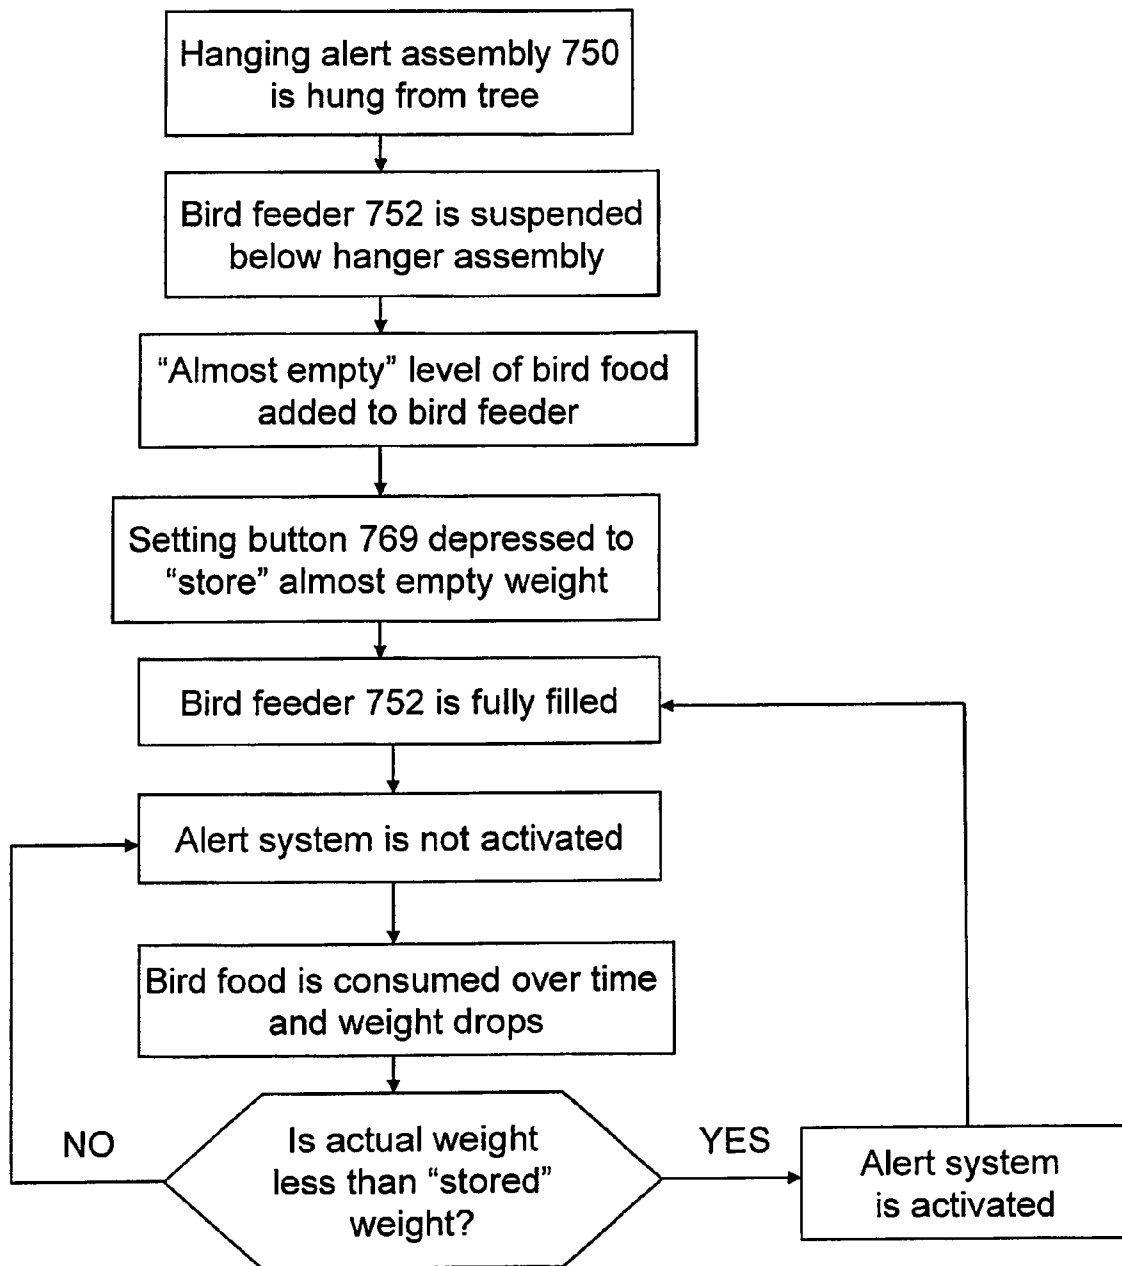 Hanging alert assembly 750
is hung from tree
Bird feeder 752 is suspended
below hanger assembly
“Almost empty” level of bird food
added to bird feeder
Setting button 769 depressed to
“store” almost empty weight
Bird feeder 752 is fully filled
Alert system is not activated
Bird food is consumed over time
and weight drops
NO
Is actual weight
less than “stored”
weight?
YES
Alert system
is activated